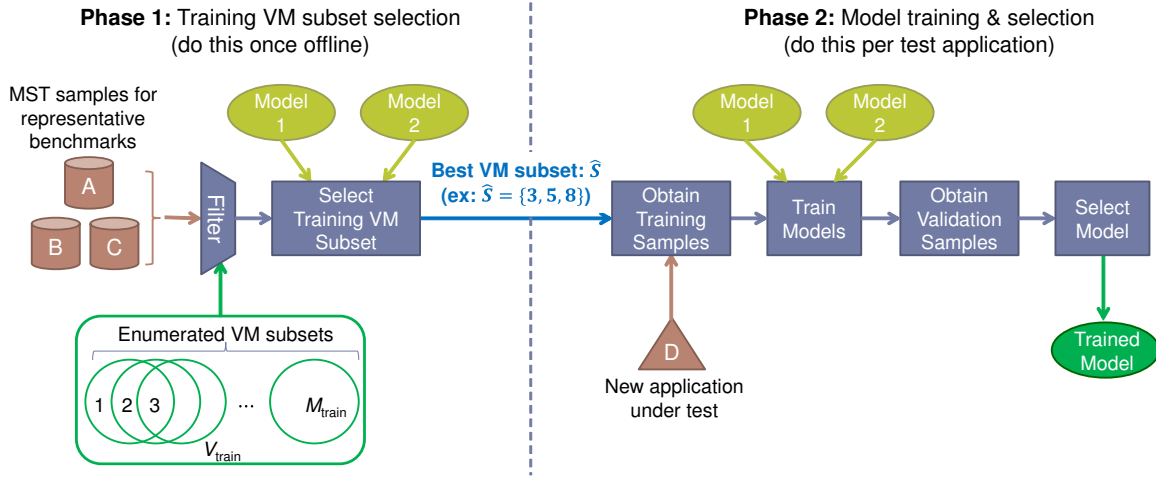 Phase 1: Training VM subset selection
(do this once offline)
MST samples for
representative
benchmarks
A
B
C
Filter
Model
1
Model
2
Select
Training VM
Subset
Best VM subset: Ŝ
(ex: Ŝ = {3, 5, 8})
Enumerated VM subsets
1
2
3
...
M_train
V_train
Phase 2: Model training & selection
(do this per test application)
Model
1
Model
2
Obtain
Training
Samples
Train
Models
Obtain
Validation
Samples
Select
Model
D
New application
under test
Trained
Model